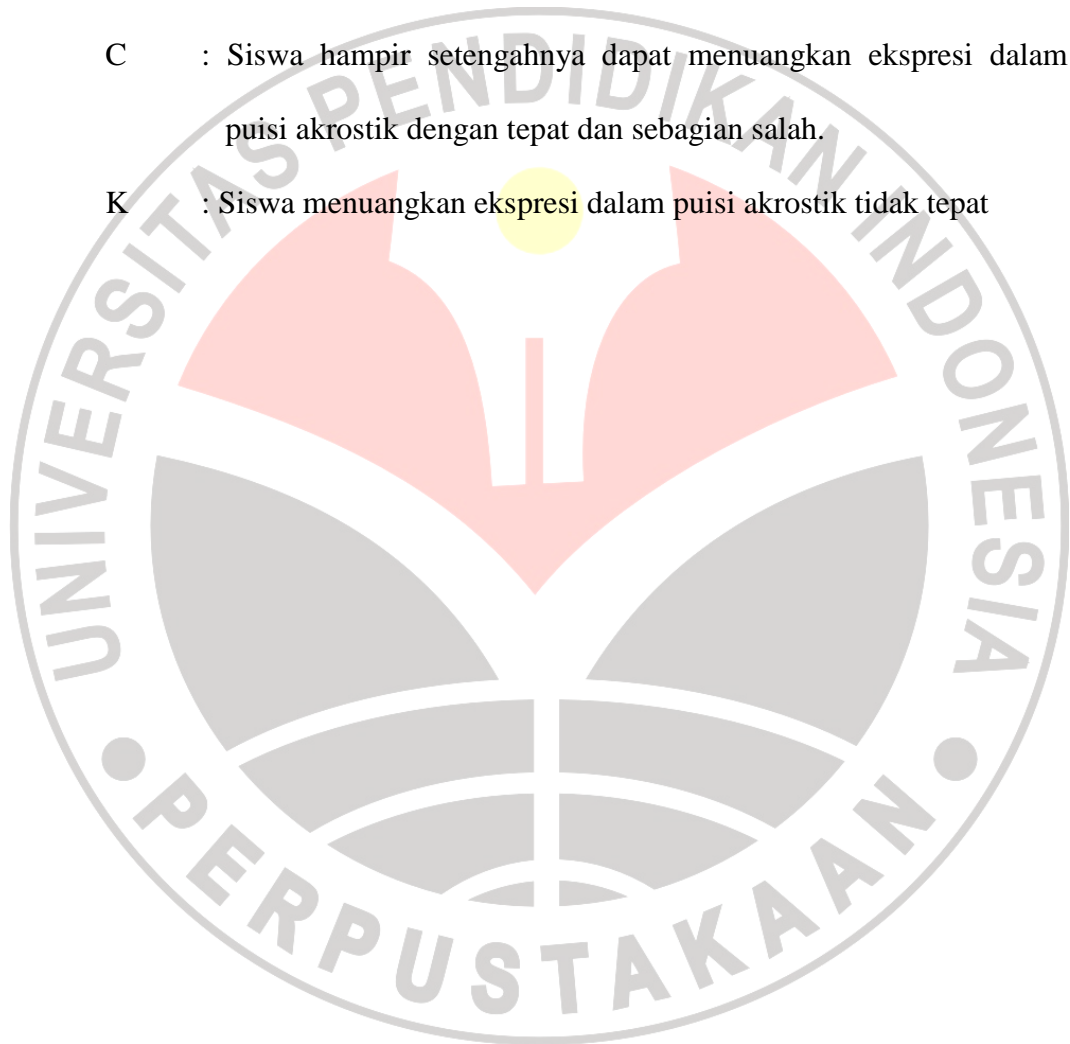 C : Siswa hampir setengahnya dapat menuangkan ekspresi dalam
puisi akrostik dengan tepat dan sebagian salah.
K : Siswa menuangkan ekspresi dalam puisi akrostik tidak tepat
UNIVERSITAS PENDIDIKAN INDONESIA
PERPUSTAKAAN